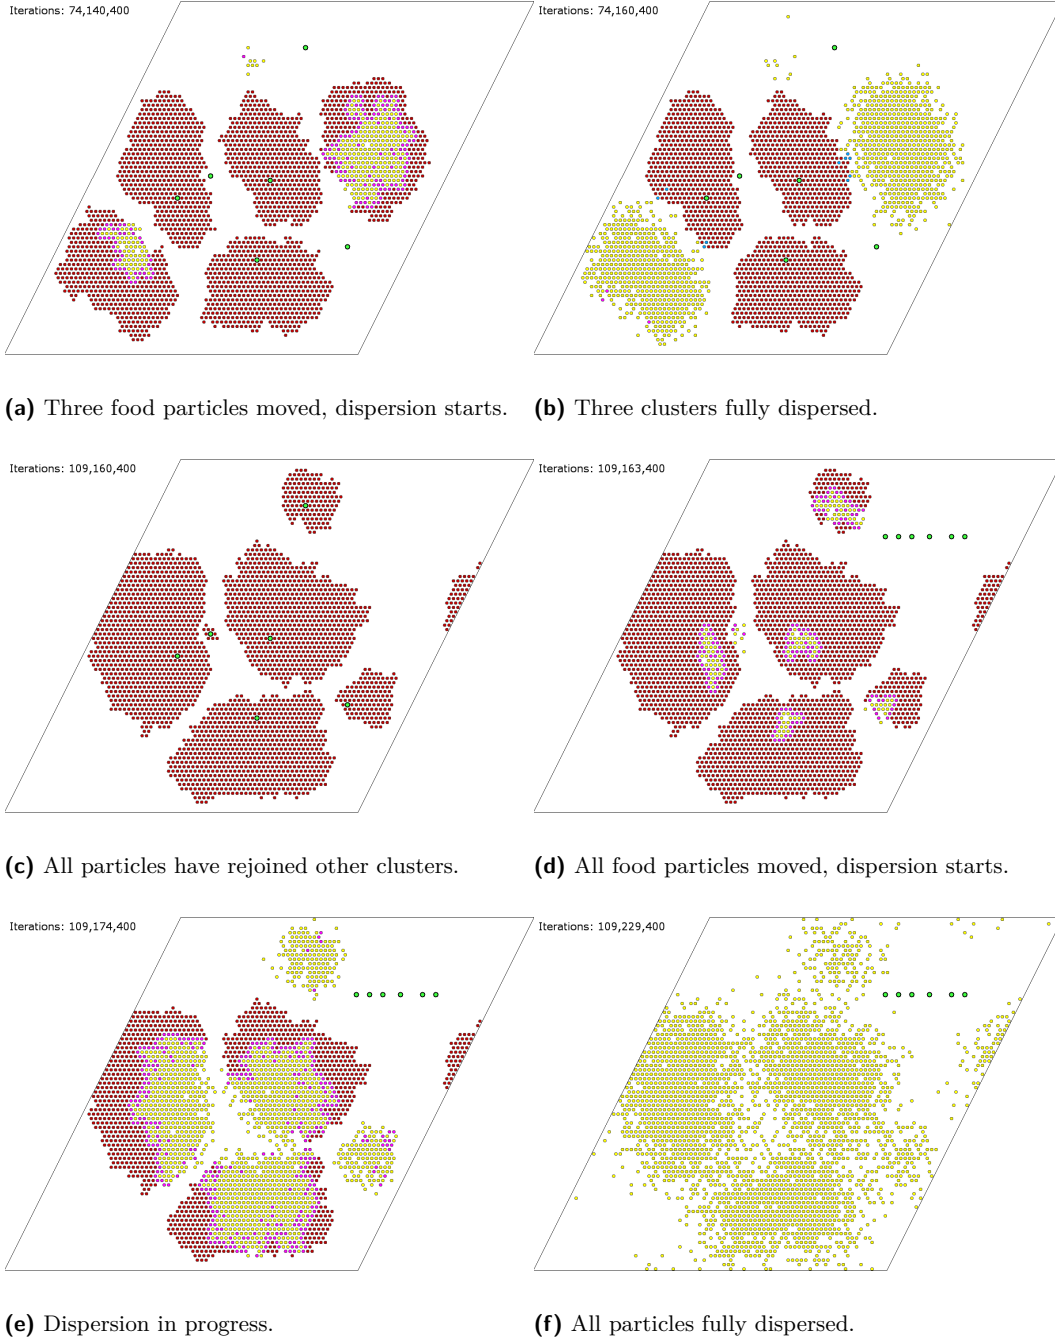 Iterations: 74,140,400
Iterations: 74,160,400
(a) Three food particles moved, dispersion starts.
(b) Three clusters fully dispersed.
Iterations: 109,160,400
Iterations: 109,163,400
(c) All particles have rejoined other clusters.
(d) All food particles moved, dispersion starts.
Iterations: 109,174,400
Iterations: 109,229,400
(e) Dispersion in progress.
(f) All particles fully dispersed.